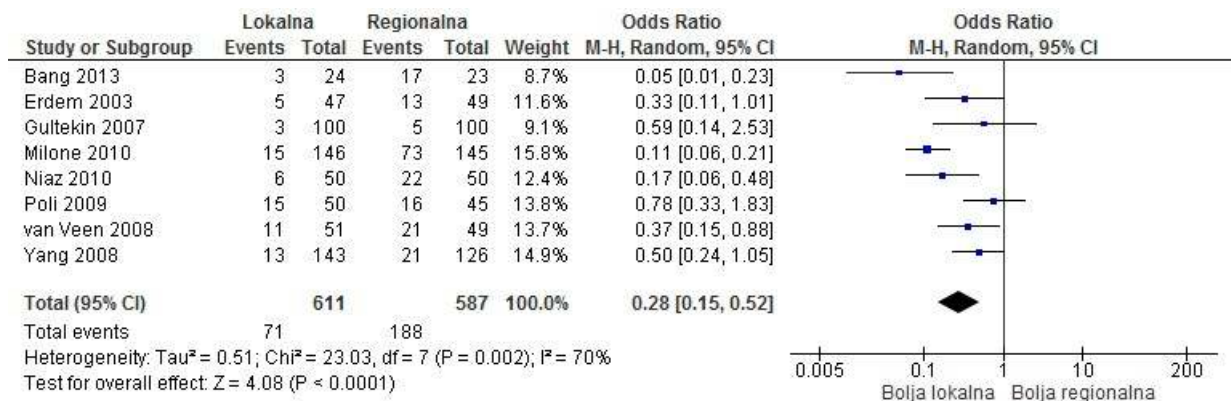 Lokalna Regionalna Odds Ratio Odds Ratio
Study or Subgroup Events Total Events Total Weight M-H, Random, 95% CI M-H, Random, 95% CI
Bang 2013 3 24 17 23 8.7% 0.05 [0.01, 0.23]
Erdem 2003 5 47 13 49 11.6% 0.33 [0.11, 1.01]
Gultekin 2007 3 100 5 100 9.1% 0.59 [0.14, 2.53]
Milone 2010 15 146 73 145 15.8% 0.11 [0.06, 0.21]
Niaz 2010 6 50 22 50 12.4% 0.17 [0.06, 0.48]
Poli 2009 15 50 16 45 13.8% 0.78 [0.33, 1.83]
van Veen 2008 11 51 21 49 13.7% 0.37 [0.15, 0.88]
Yang 2008 13 143 21 126 14.9% 0.50 [0.24, 1.05]
Total (95% CI) 611 587 100.0% 0.28 [0.15, 0.52]
Total events 71 188
Heterogeneity: Tau² = 0.51; Chi² = 23.03, df = 7 (P = 0.002); I² = 70%
Test for overall effect: Z = 4.08 (P < 0.0001)
0.005 0.1 1 10 200
Bolja lokalna Bolja regionalna